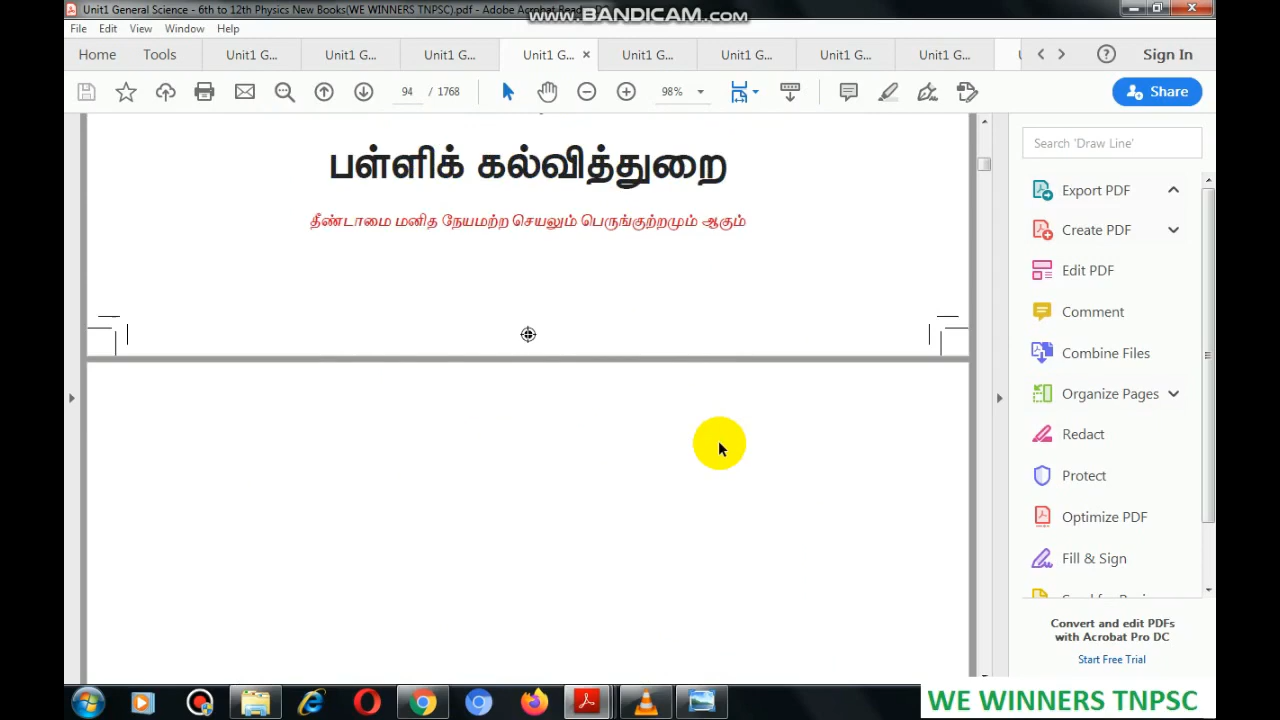 Unit1 General Science - 6th to 12th Physics New Books(WE WINNERS TNPSC).pdf - Adobe Acrobat Rea
www.BANDICAM.com
File Edit View Window Help
Home Tools Unit1 G... Unit1 G... Unit1 G... Unit1 G... Unit1 G... Unit1 G... Unit1 G... Unit1 G... Sign In
94 / 1768 98% Share
பள்ளிக் கல்வித்துறை
தீண்டாமை மனித நேயமற்ற செயலும் பெருங்குற்றமும் ஆகும்
Search 'Draw Line'
Export PDF
Create PDF
Edit PDF
Comment
Combine Files
Organize Pages
Redact
Protect
Optimize PDF
Fill & Sign
Convert and edit PDFs
with Acrobat Pro DC
Start Free Trial
WE WINNERS TNPSC